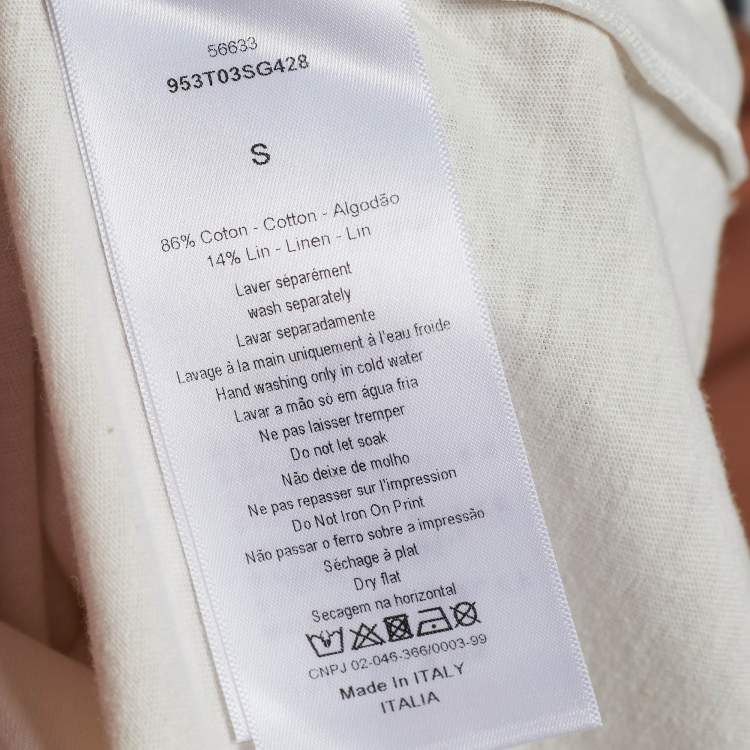 56633
953T03SG428
S
86% Coton - Cotton - Algodão
14% Lin - Linen - Lin
Laver séparément
wash separately
Lavar separadamente
Lavage à la main uniquement à l'eau froide
Hand washing only in cold water
Lavar a mão só em água fria
Ne pas laisser tremper
Do not let soak
Não deixe de molho
Ne pas repasser sur l'impression
Do Not Iron On Print
Não passar o ferro sobre a impressão
Séchage à plat
Dry flat
Secagem na horizontal
CNPJ 02-046-366/0003-99
Made In ITALY
ITALIA